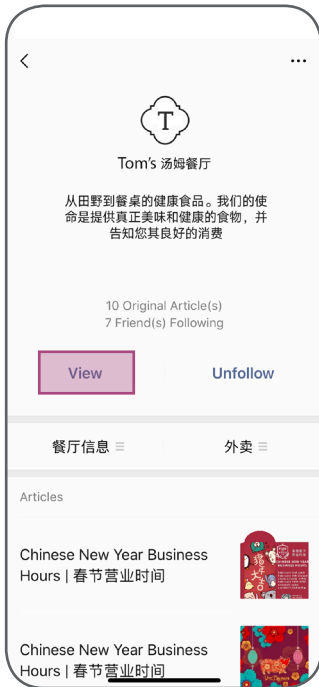 T
Tom's 汤姆餐厅
从田野到餐桌的健康食品。我们的使
命是提供真正美味和健康的食物，并
告知您其良好的消费
10 Original Article(s)
7 Friend(s) Following
View
Unfollow
餐厅信息
外卖
Articles
Chinese New Year Business
Hours | 春节营业时间
Chinese New Year Business
Hours | 春节营业时间